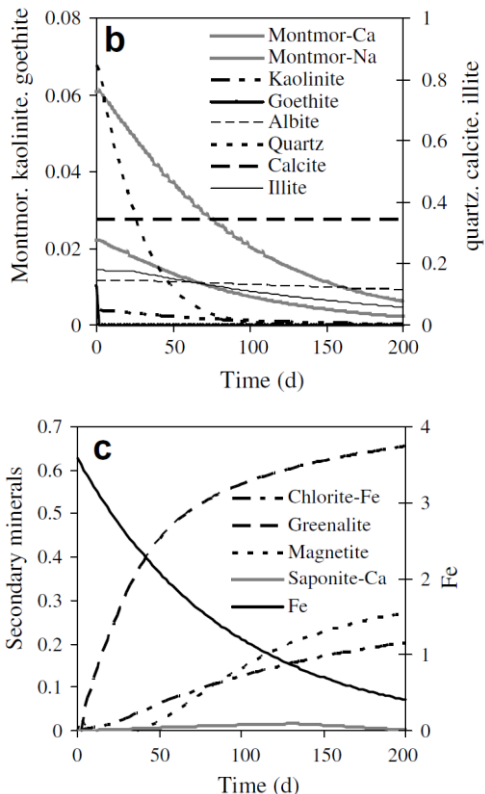 b
Montmor-Ca
Montmor-Na
Kaolinite
Goethite
Albite
Quartz
Calcite
Illite
Montmor. kaolinite. goethite
0.08
0.06
0.04
0.02
0
quartz. calcite. illite
1
0.8
0.6
0.4
0.2
0
0 50 100 150 200
Time (d)
c
Chlorite-Fe
Greenalite
Magnetite
Saponite-Ca
Fe
Secondary minerals
0.7
0.6
0.5
0.4
0.3
0.2
0.1
0
Fe
4
3
2
1
0
0 50 100 150 200
Time (d)